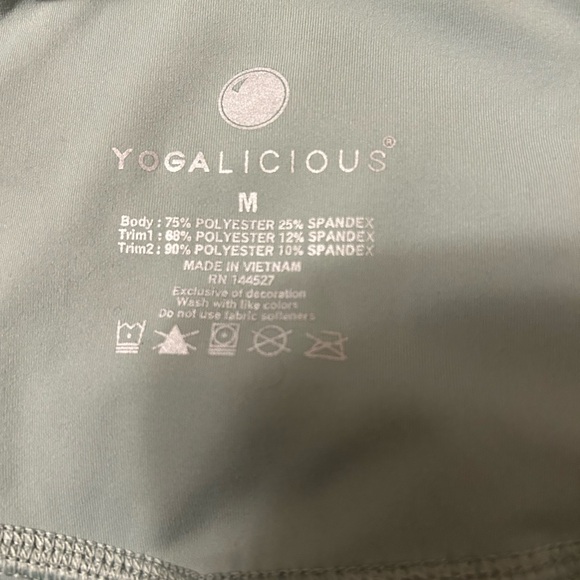 YOGALICIOUS®
M
Body : 75% POLYESTER 25% SPANDEX
Trim1 : 88% POLYESTER 12% SPANDEX
Trim2 : 90% POLYESTER 10% SPANDEX
MADE IN VIETNAM
RN 144527
Exclusive of decoration
Wash with like colors
Do not use fabric softeners